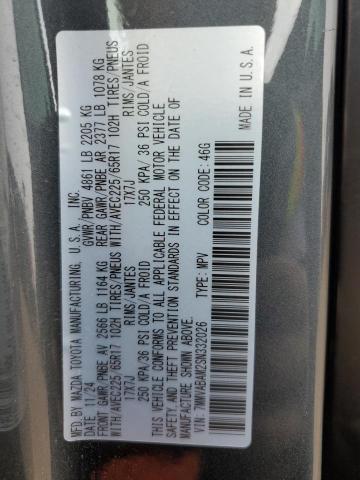 MFD. BY MAZDA TOYOTA MANUFACTURING, U.S.A. INC.
DATE: 11/24 GVWR/PNBV 4861 LB 2205 KG
FRONT GAWR/PNBE AV 2566 LB 1164 KG REAR GAWR/PNBE AR 2377 LB 1078 KG
WITH/AVEC225/65R17 102H TIRES/PNEUS WITH/AVEC225/65R17 102H TIRES/PNEUS
17X7J RIMS/JANTES 17X7J RIMS/JANTES
250 KPA/36 PSI COLD/A FROID 250 KPA/36 PSI COLD/A FROID
THIS VEHICLE CONFORMS TO ALL APPLICABLE FEDERAL MOTOR VEHICLE
SAFETY, AND THEFT PREVENTION STANDARDS IN EFFECT ON THE DATE OF
MANUFACTURE SHOWN ABOVE.
VIN: 7MMVABAM2SN332026 TYPE: MPV COLOR CODE: 46G
MADE IN U.S.A.